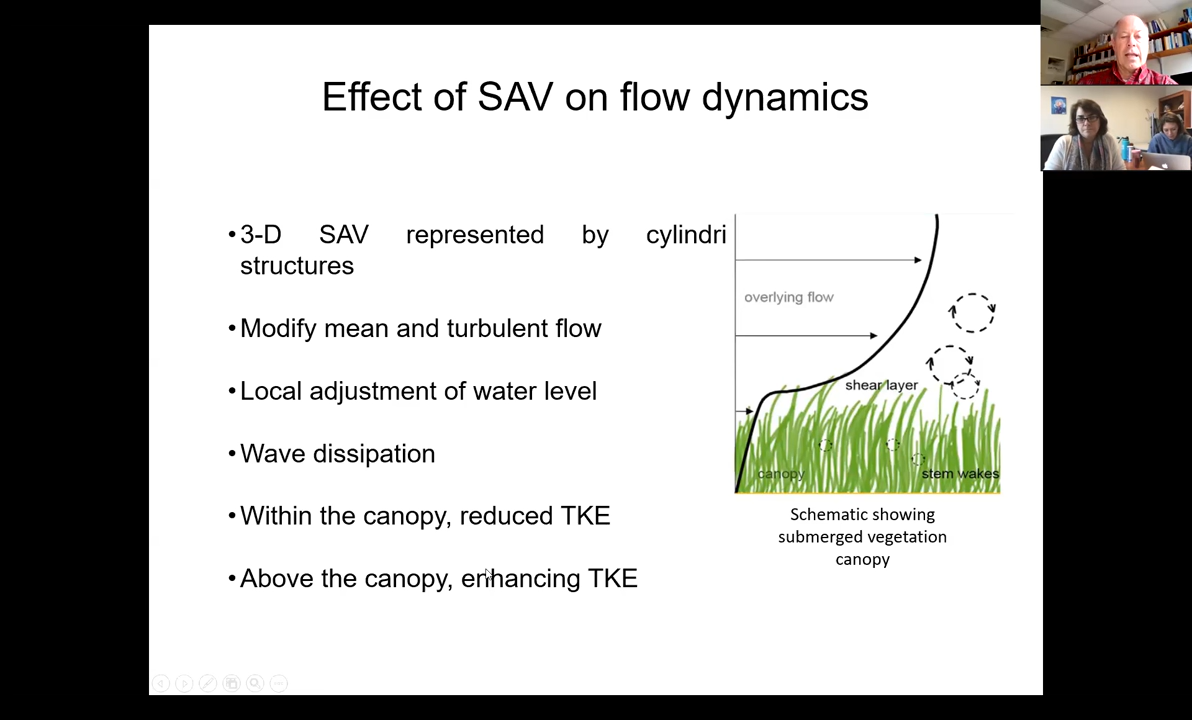 Effect of SAV on flow dynamics
•3-D SAV represented by cylindri
structures
•Modify mean and turbulent flow
•Local adjustment of water level
•Wave dissipation
•Within the canopy, reduced TKE
•Above the canopy, enhancing TKE
overlying flow
shear layer
canopy
stem wakes
Schematic showing
submerged vegetation
canopy